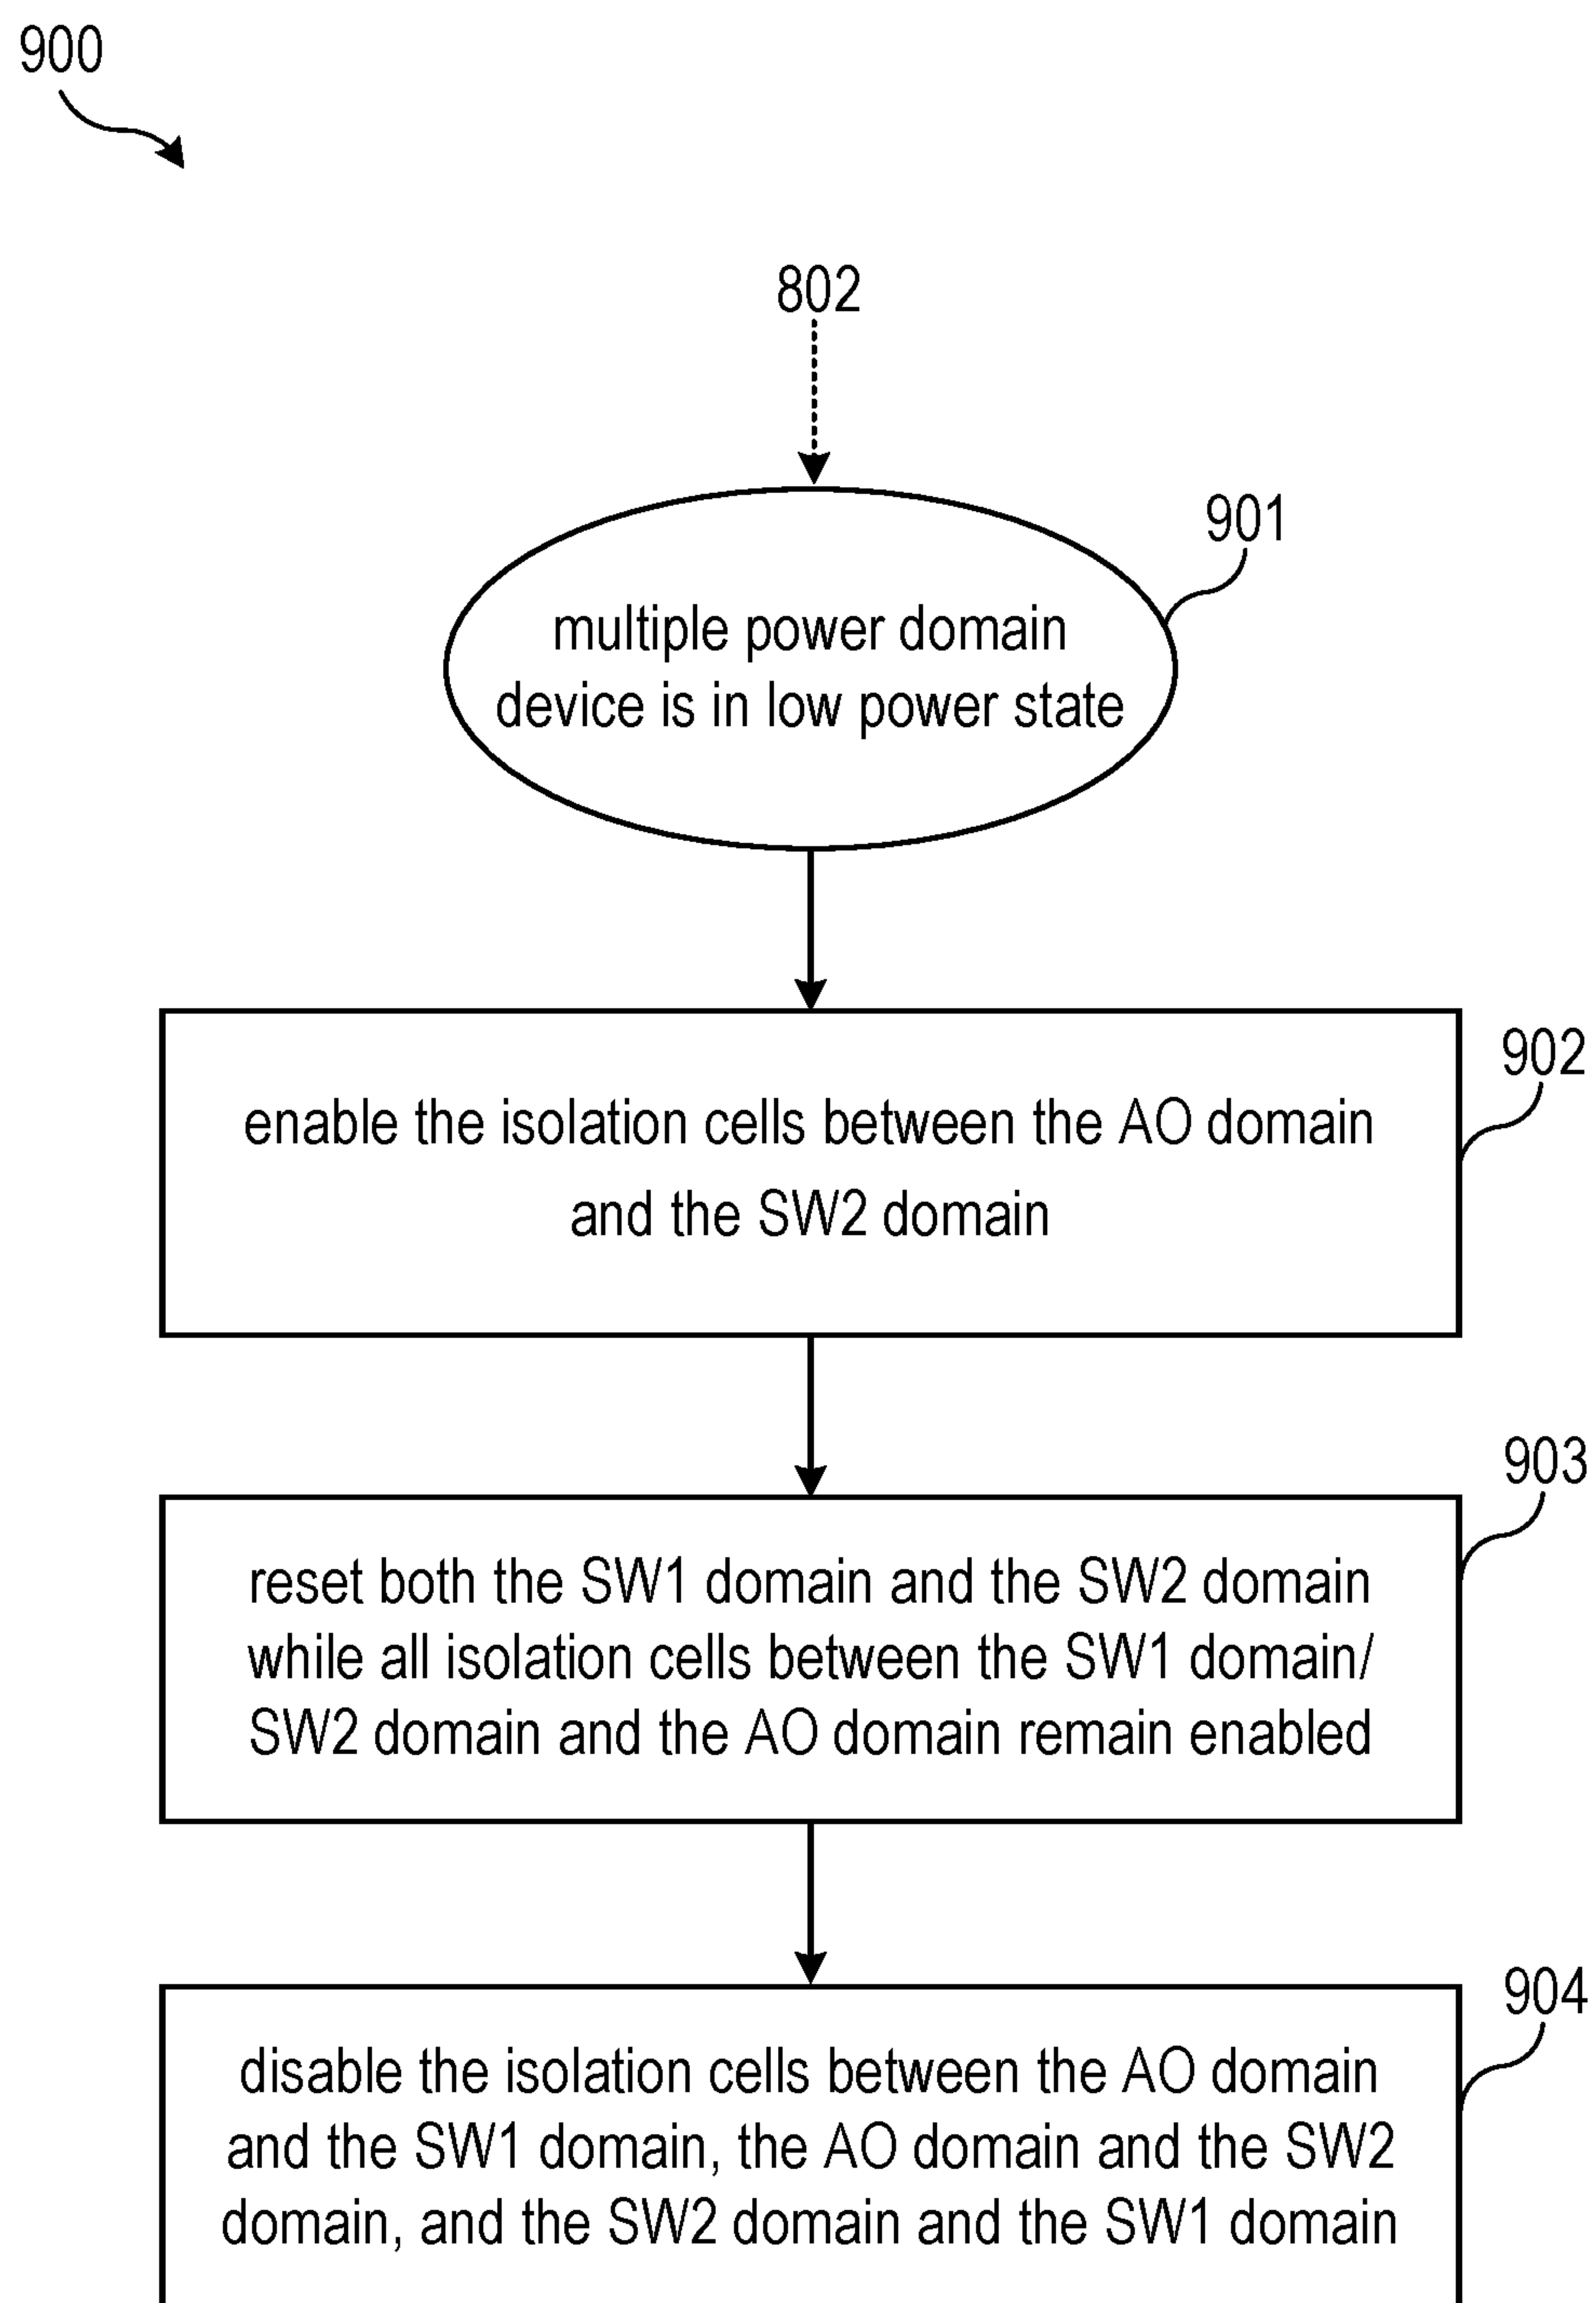 900
802
901
multiple power domain
device is in low power state
902
enable the isolation cells between the AO domain
and the SW2 domain
903
reset both the SW1 domain and the SW2 domain
while all isolation cells between the SW1 domain/
SW2 domain and the AO domain remain enabled
904
disable the isolation cells between the AO domain
and the SW1 domain, the AO domain and the SW2
domain, and the SW2 domain and the SW1 domain